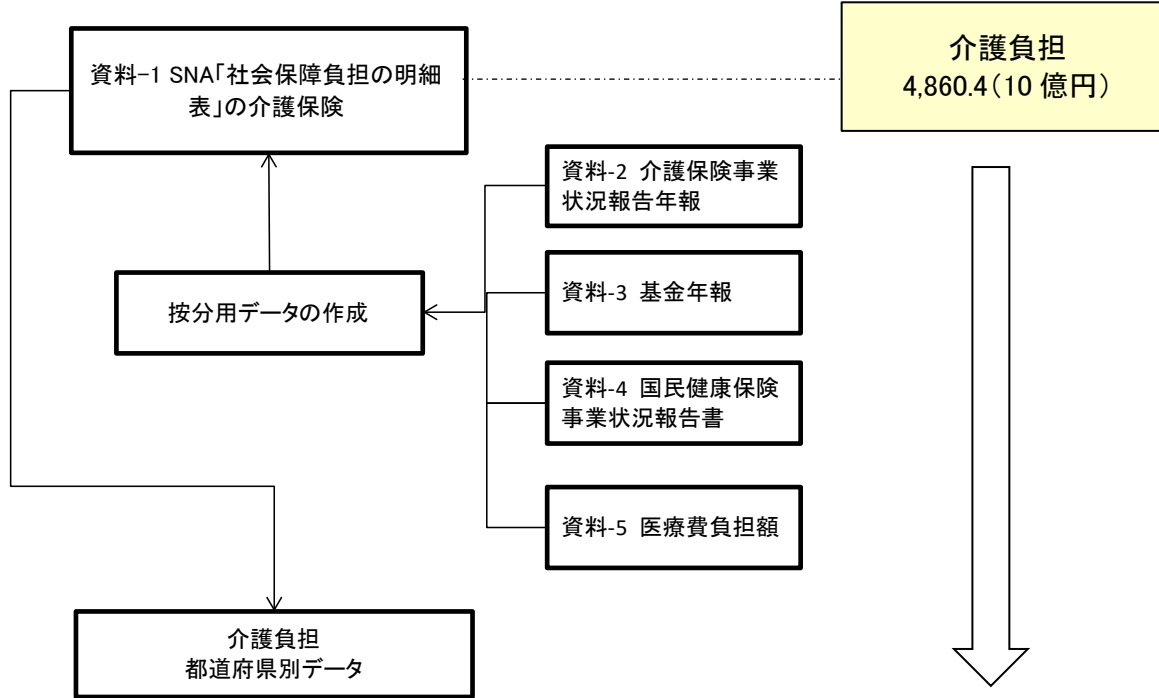 資料-1 SNA「社会保障負担の明細
表」の介護保険
介護負担
4,860.4(10 億円)
資料-2 介護保険事業
状況報告年報
資料-3 基金年報
按分用データの作成
資料-4 国民健康保険
事業状況報告書
資料-5 医療費負担額
介護負担
都道府県別データ